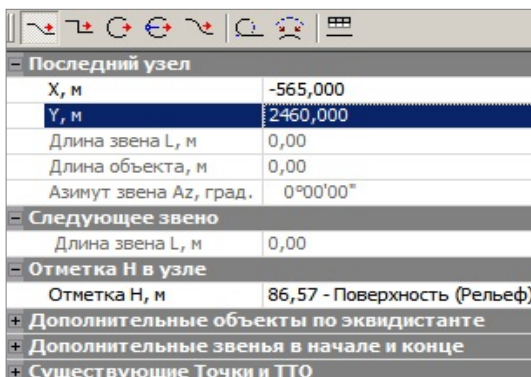 Последний узел
X, м -565,000
Y, м 2460,000
Длина звена L, м 0,00
Длина объекта, м 0,00
Азимут звена Az, град. 0°00'00"
Следующее звено
Длина звена L, м 0,00
Отметка H в узле
Отметка H, м 86,57 - Поверхность (Рельеф)
Дополнительные объекты по эквидистанте
Дополнительные звенья в начале и конце
Существующие Точки и ТТО